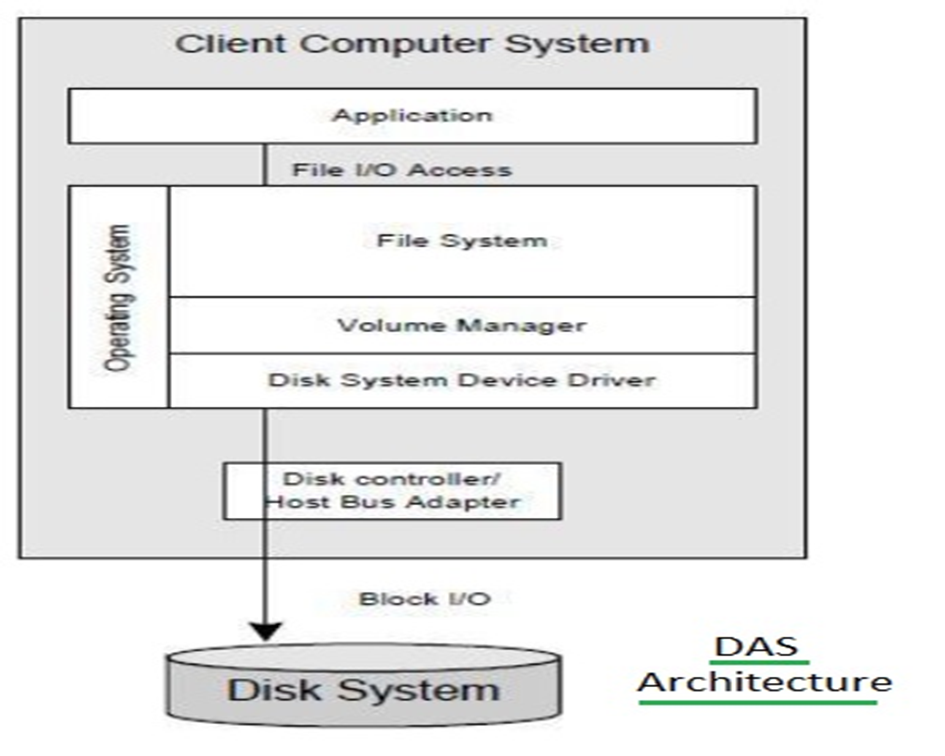 Client Computer System
Application
File I/O Access
Operating System
File System
Volume Manager
Disk System Device Driver
Disk controller/
Host Bus Adapter
Block I/O
Disk System
DAS
Architecture